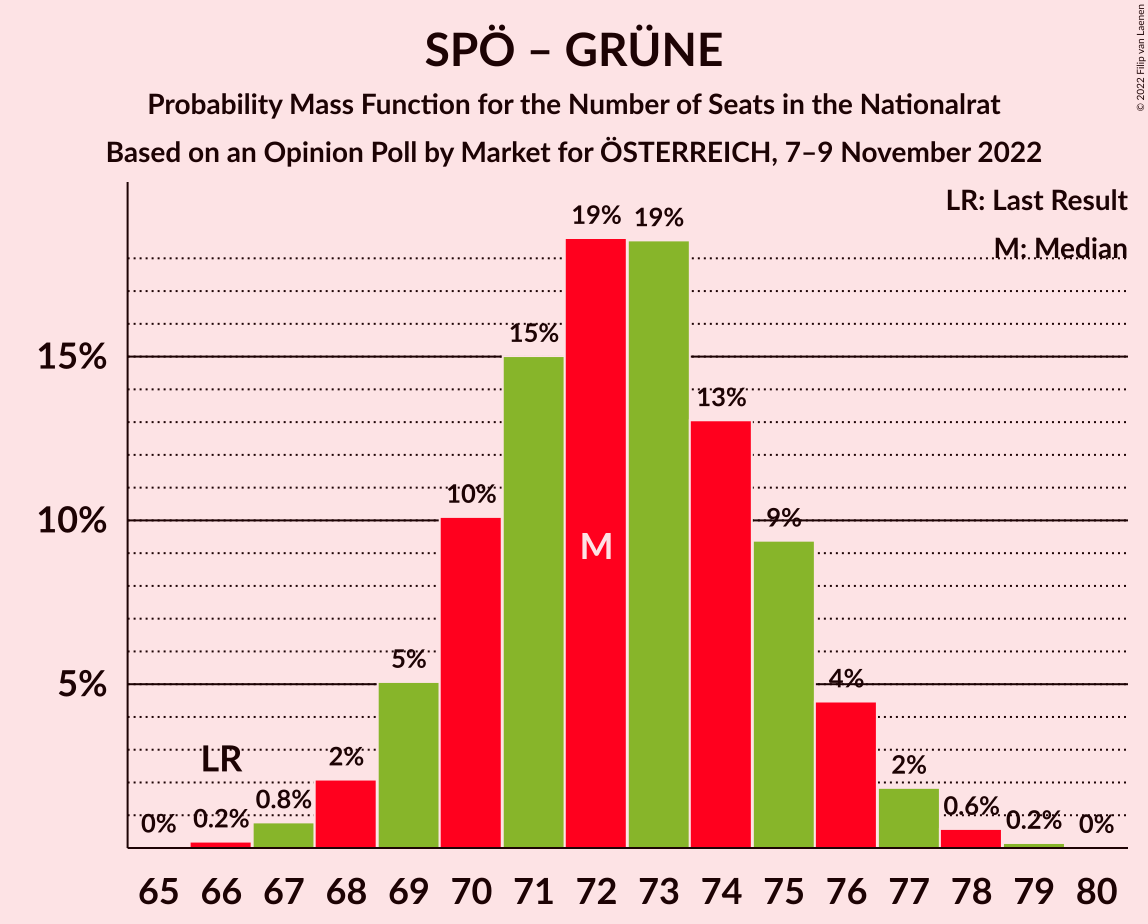 SPÖ – GRÜNE
Probability Mass Function for the Number of Seats in the Nationalrat
Based on an Opinion Poll by Market for ÖSTERREICH, 7–9 November 2022
© 2022 Filip van Laenen
LR: Last Result
M: Median
15%
10%
5%
0%
0.2%
0.8%
2%
5%
10%
15%
19%
19%
13%
9%
4%
2%
0.6%
0.2%
0%
LR
M
65 66 67 68 69 70 71 72 73 74 75 76 77 78 79 80